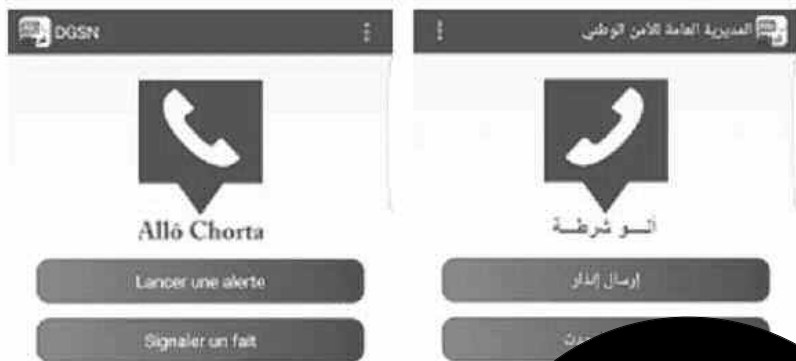 DGSN
Allô Chorta
Lancer une alerte
Signaler un fait
المديرية العامة للأمن الوطني
ألـــو شرطـــة
إرسال إنذار